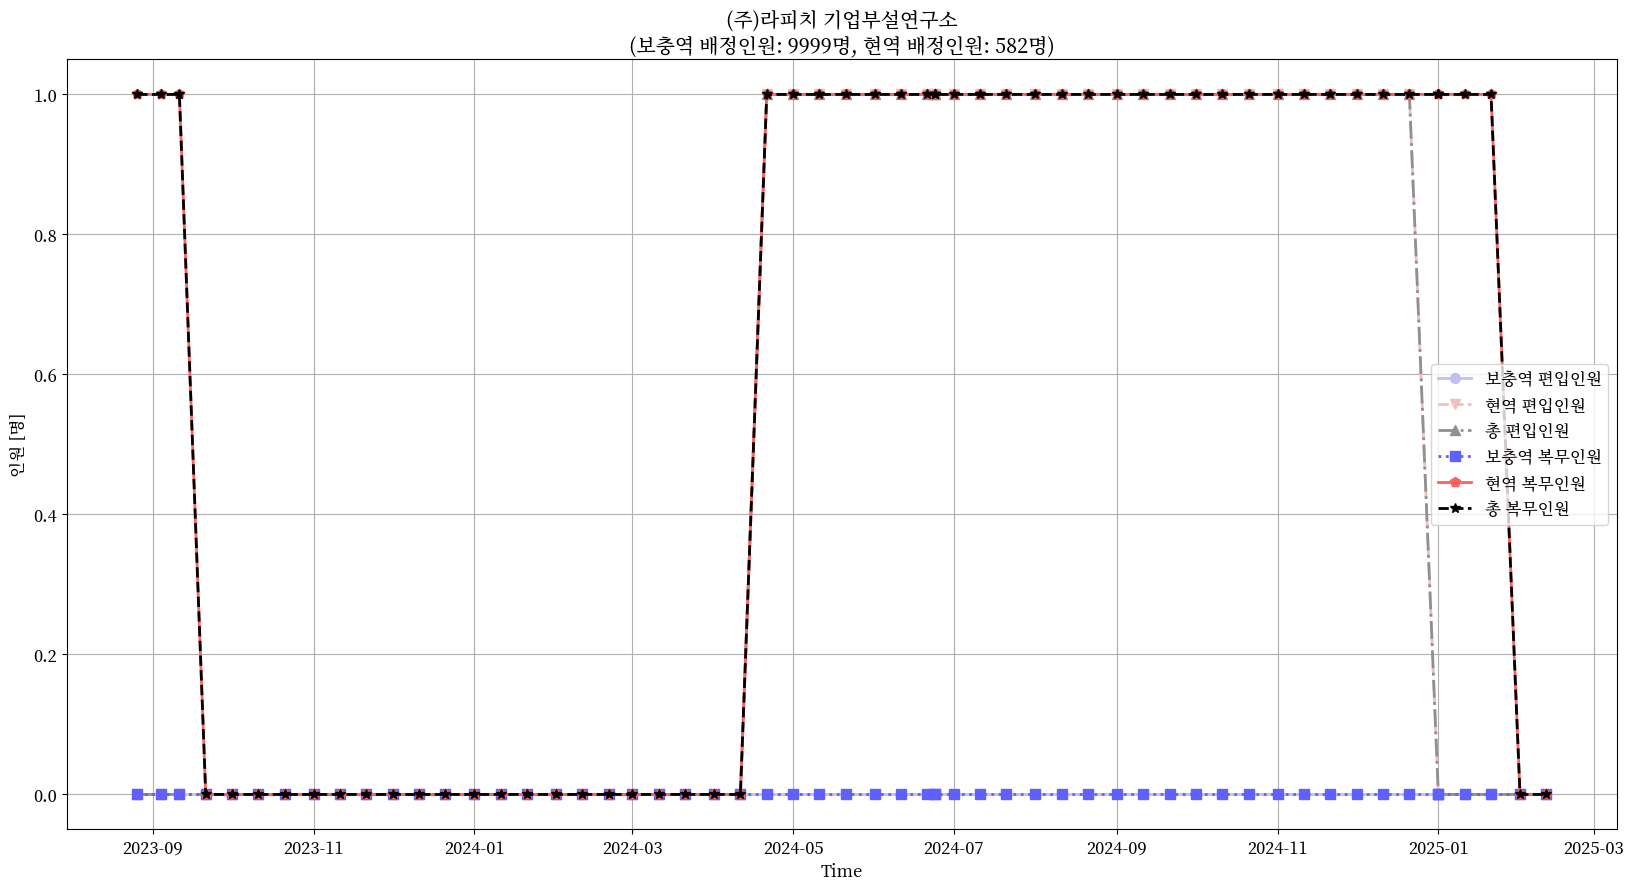 (주)라피치 기업부설연구소
(보충역 배정인원: 9999명, 현역 배정인원: 582명)
1.0
0.8
0.6
0.4
0.2
0.0
인원 [명]
보충역 편입인원
현역 편입인원
총 편입인원
보충역 복무인원
현역 복무인원
총 복무인원
2023-09 2023-11 2024-01 2024-03 2024-05 2024-07 2024-09 2024-11 2025-01 2025-03
Time